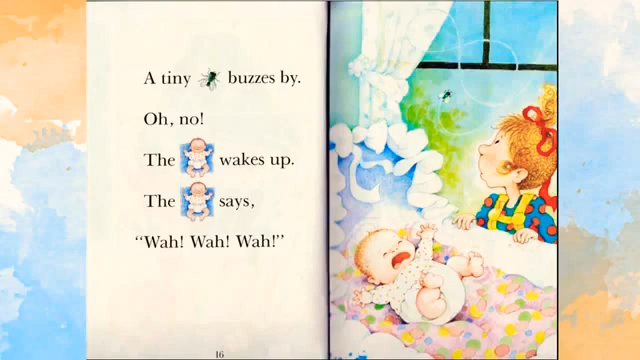 A tiny buzzes by.
Oh, no!
The wakes up.
The says,
“Wah! Wah! Wah!”
16